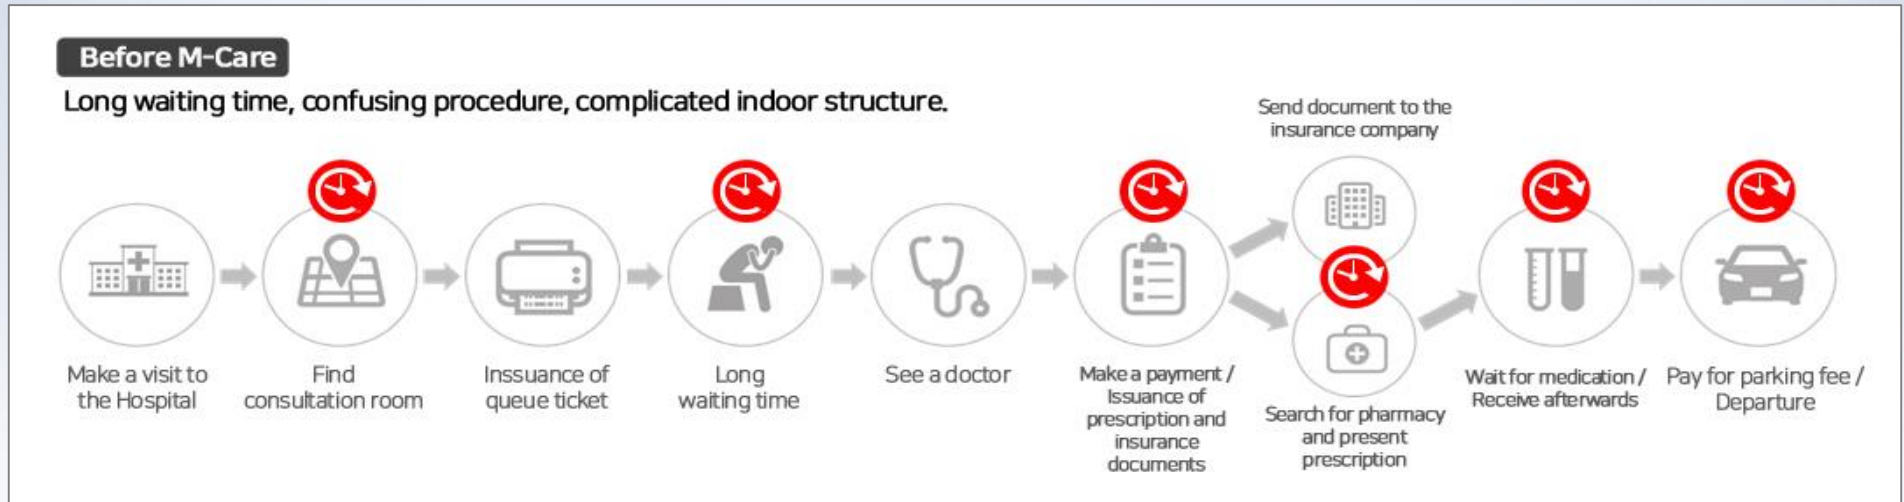 Before M-Care
Long waiting time, confusing procedure, complicated indoor structure.
Make a visit to
the Hospital
Find
consultation room
Inssuance of
queue ticket
Long
waiting time
See a doctor
Make a payment /
Issuance of
prescription and
insurance
documents
Send document to the
insurance company
Search for pharmacy
and present
prescription
Wait for medication /
Receive afterwards
Pay for parking fee /
Departure